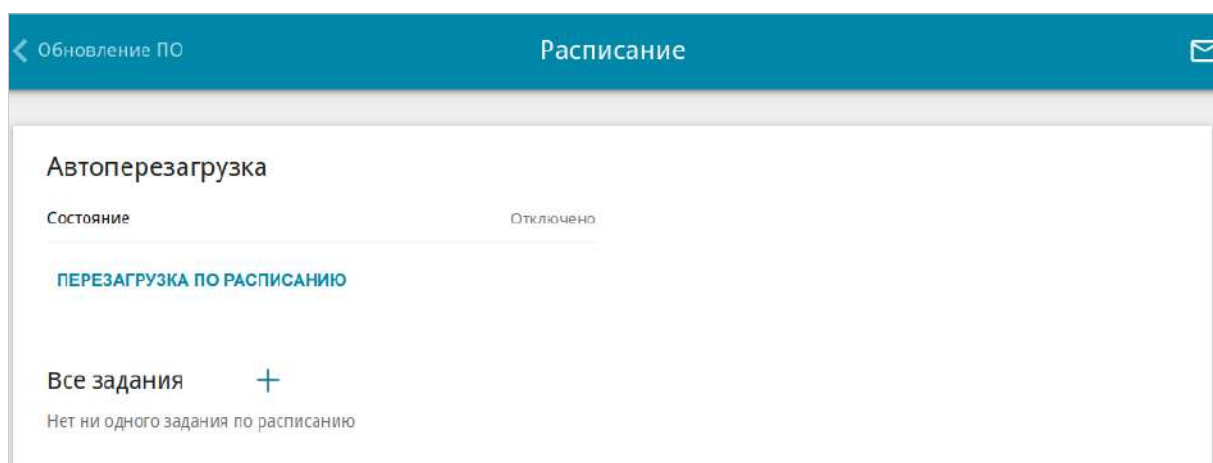 Обновление ПО
Расписание
Автоперезагрузка
Состояние Отключено
ПЕРЕЗАГРУЗКА ПО РАСПИСАНИЮ
Все задания +
Нет ни одного задания по расписанию